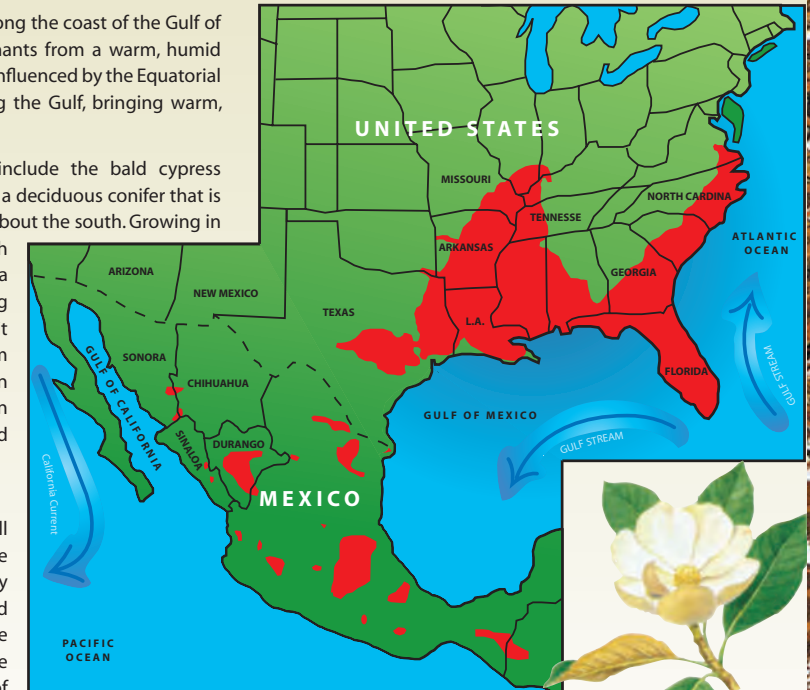 ong the coast of the Gulf of
nants from a warm, humid
nfluenced by the Equatorial
g the Gulf, bringing warm,
include the bald cypress
a deciduous conifer that is
bout the south. Growing in
h
a
g
t
n
n
d
ll
e
y
d
e
e
of
UNITED STATES
MISSOURI
TENNESSE
NORTH CARDINA
ARKANSAS
GEORGIA
ATLANTIC
OCEAN
ARIZONA
NEW MEXICO
TEXAS
L.A.
FLORIDA
GULF STREAM
SONORA
CHIHUAHUA
GULF OF CALIFORNIA
SINALOA
DURANGO
GULF OF MEXICO
GULF STREAM
MEXICO
California Current
PACIFIC
OCEAN